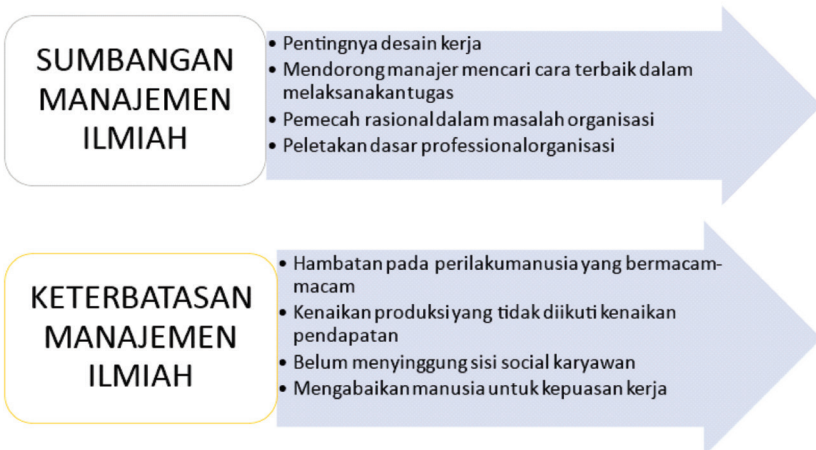 SUMBANGAN
MANAJEMEN
ILMIAH
• Pentingnya desain kerja
• Mendorong manajer mencari cara terbaik dalam
melaksanakantugas
• Pemecah rasional dalam masalah organisasi
• Peletakan dasar professionalorganisasi
KETERBATASAN
MANAJEMEN
ILMIAH
• Hambatan pada perilakumanusia yang bermacam-
macam
• Kenaikan produksi yang tidak diikuti kenaikan
pendapatan
• Belum menyinggung sisi social karyawan
• Mengabaikan manusia untuk kepuasan kerja